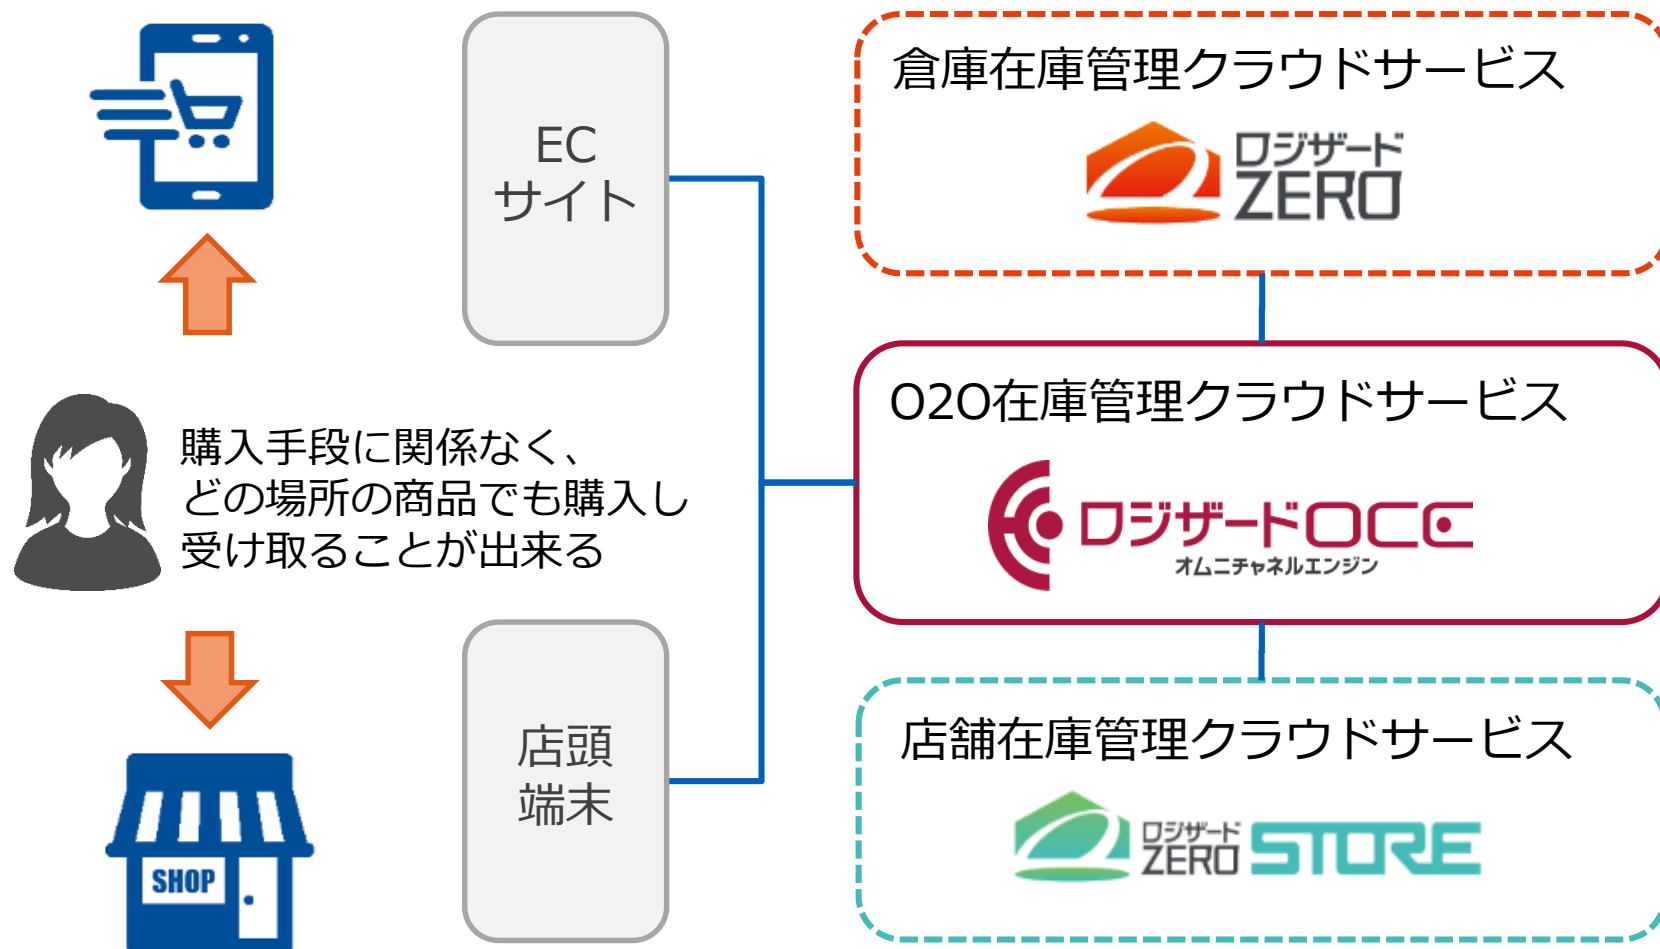 EC
サイト
購入手段に関係なく、
どの場所の商品でも購入し
受け取ることが出来る
SHOP
店頭
端末
倉庫在庫管理クラウドサービス
ロジザード
ZERO
O2O在庫管理クラウドサービス
ロジザードOCE
オムニチャネルエンジン
店舗在庫管理クラウドサービス
ロジザード
ZERO STORE